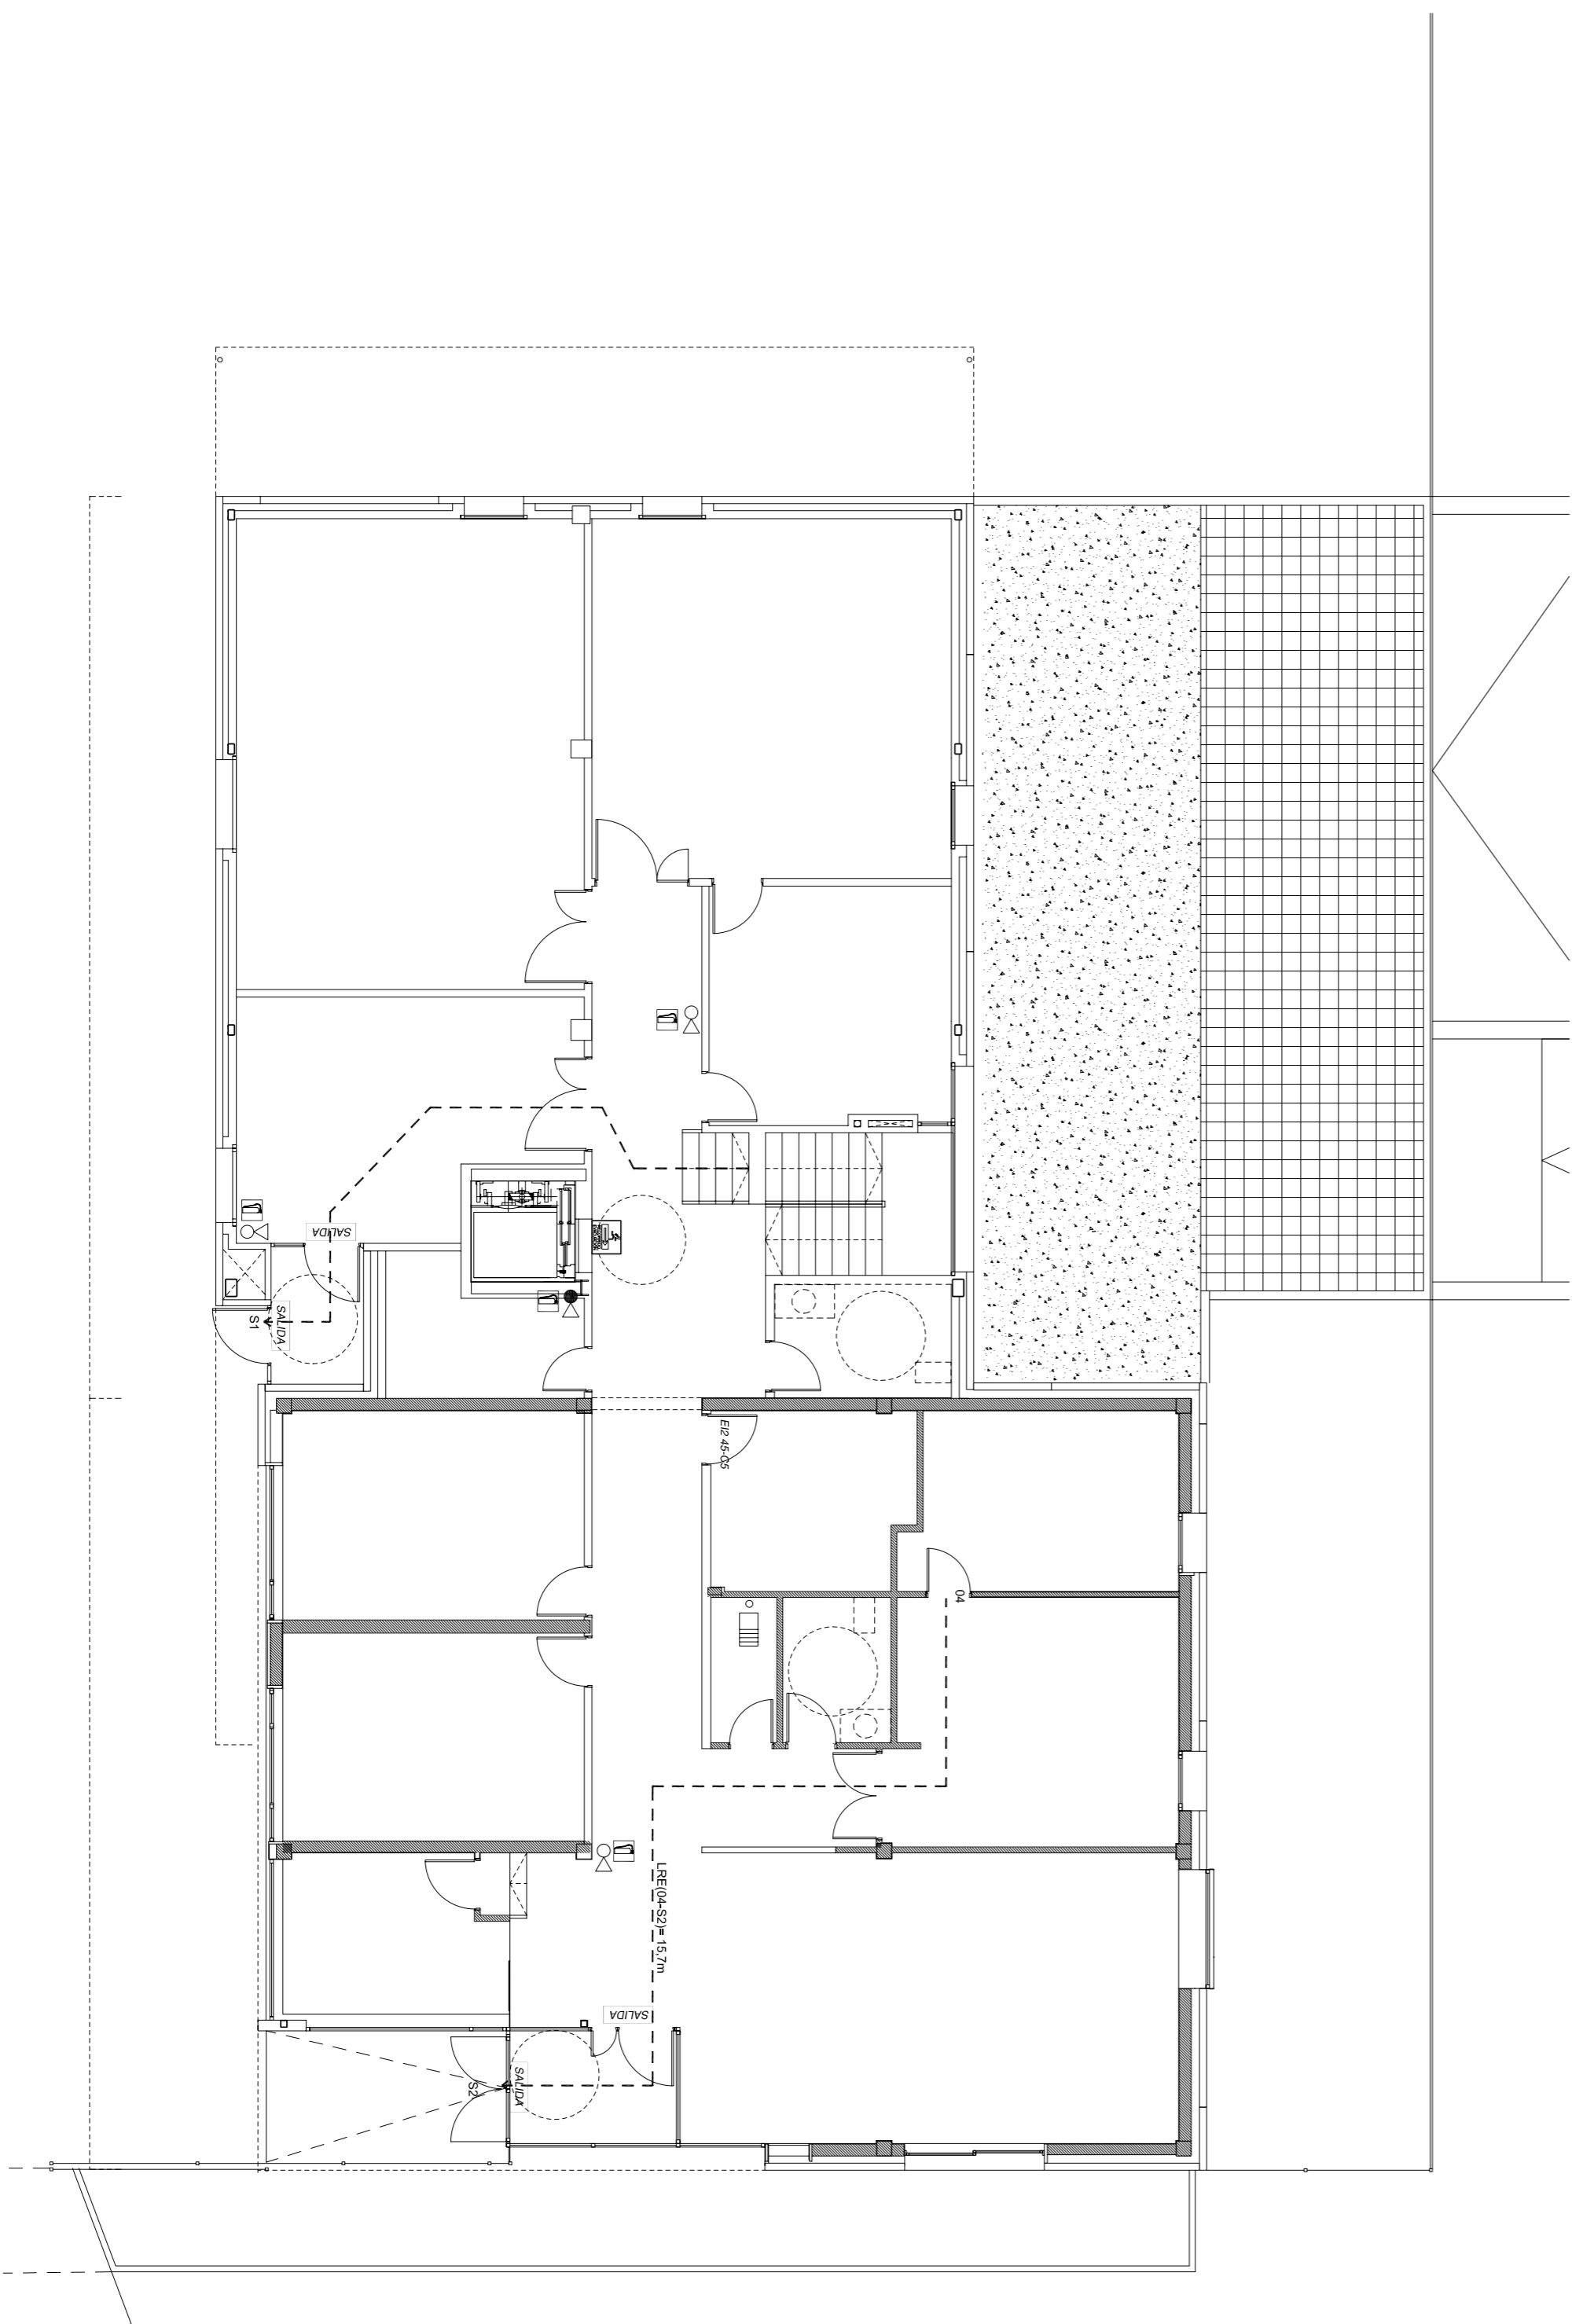 SALIDA
SALIDA
S1
EI2 45-C5
04
LRE(04-S2)= 15,7m
SALIDA
SALIDA
S2